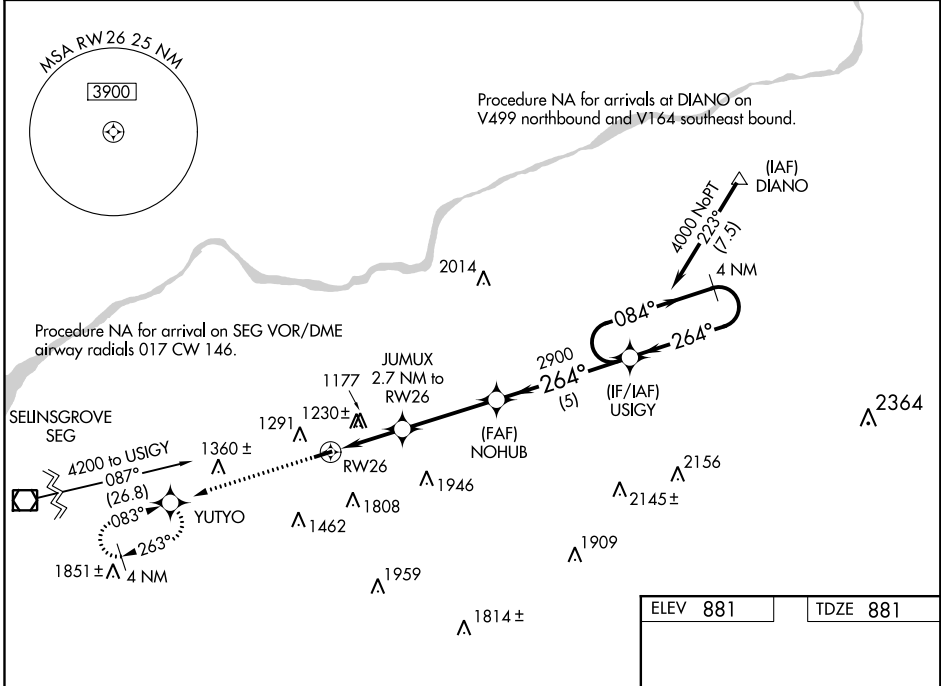 MSA RW 26 25 NM
3900
Procedure NA for arrivals at DIANO on
V499 northbound and V164 southeast bound.
(IAF)
DIANO
4000 NoPT
223°
(7.5)
4 NM
2014
084°
264°
Procedure NA for arrival on SEG VOR/DME
airway radials 017 CW 146.
JUMUX
2.7 NM to
RW26
2900
264°
(5)
(IF/IAF)
USIGY
1177
1230 ±
1291
2364
SELINSGROVE
SEG
(FAF)
NOHUB
1360 ±
RW26
4200 to USIGY
087°
(26.8)
2156
1946
2145 ±
083°
YUTYO
1808
1462
263°
1909
1851 ±
4 NM
1959
1814 ±
ELEV 881
TDZE 881